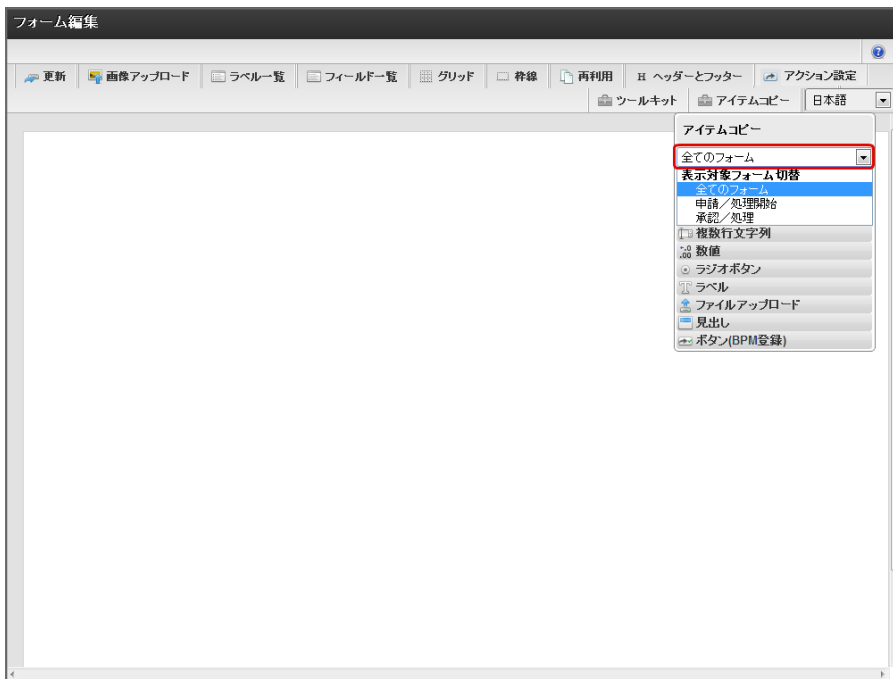 フォーム編集
更新 画像アップロード ラベル一覧 フィールド一覧 グリッド 枠線 再利用 H ヘッダーとフッター アクション設定
ツールキット アイテムコピー 日本語
アイテムコピー
全てのフォーム
表示対象フォーム切替
全てのフォーム
申請／処理開始
承認／処理
複数行文字列
数値
ラジオボタン
ラベル
ファイルアップロード
見出し
ボタン(BPM登録)